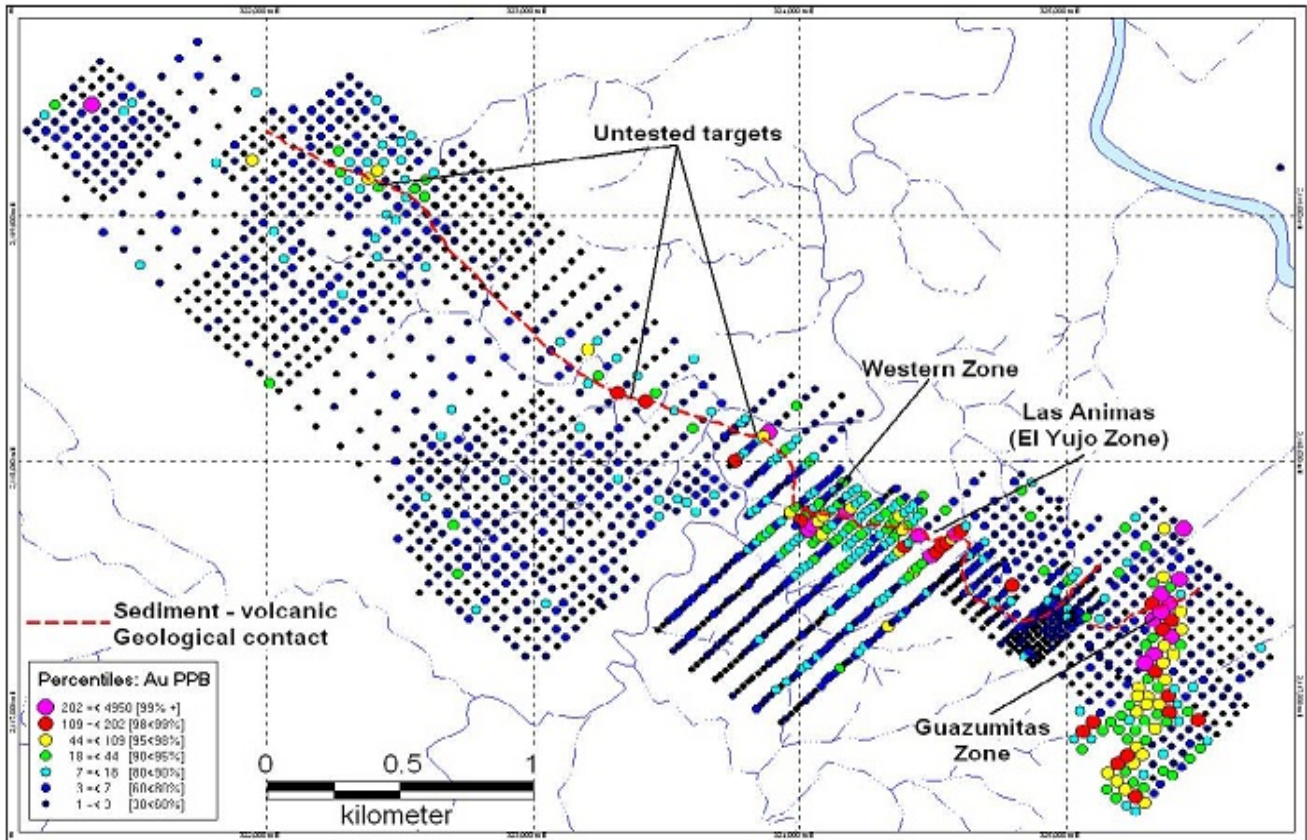 Untested targets
Western Zone
Las Animas
(El Yujo Zone)
Sediment - volcanic
Geological contact
Guazumitas
Zone
Percentiles: Au PPB
202 =< 4950 [99% +]
109 =< 202 [98<99%]
44 =< 109 [95<98%]
18 =< 44 [90<95%]
7 =< 18 [80<90%]
3 =< 7 [60<80%]
1 =< 3 [30<60%]
0 0.5 1
kilometer